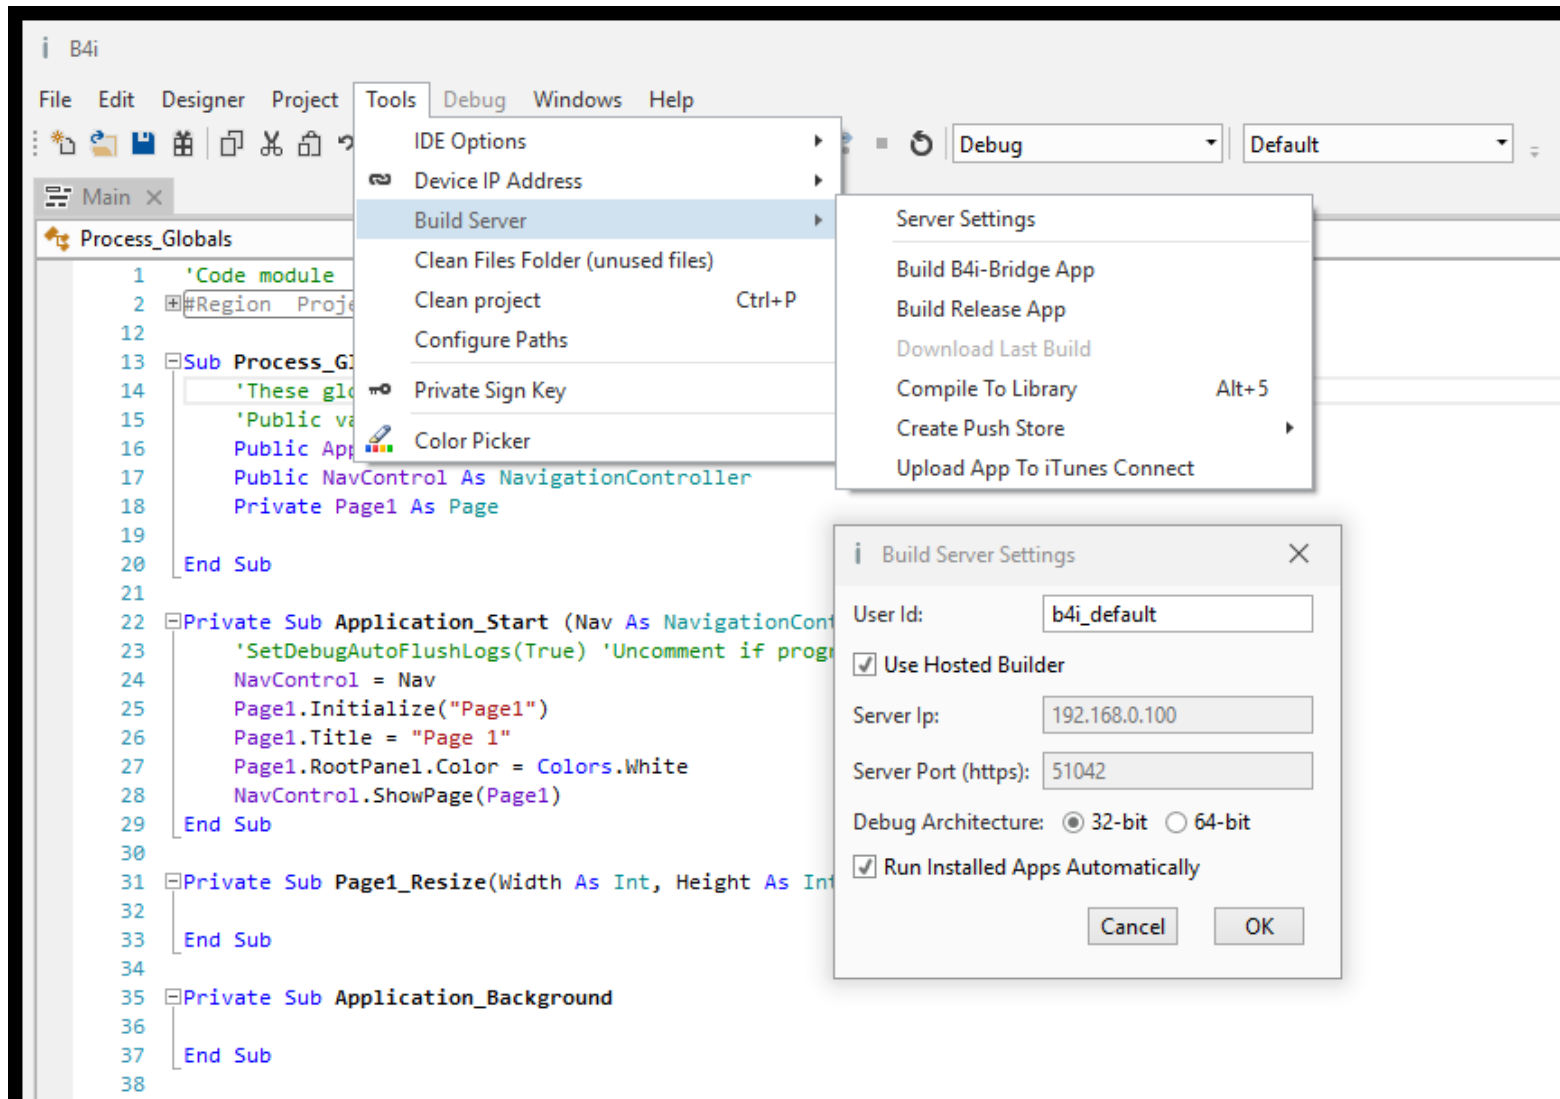 B4i
File Edit Designer Project Tools Debug Windows Help
Debug Default
Main
Process_Globals
IDE Options
Device IP Address
Build Server
Clean Files Folder (unused files)
Clean project Ctrl+P
Configure Paths
Private Sign Key
Color Picker
Server Settings
Build B4i-Bridge App
Build Release App
Download Last Build
Compile To Library Alt+5
Create Push Store
Upload App To iTunes Connect
1 'Code module
2 #Region Proje
12
13 Sub Process_Gl
14 'These glo
15 'Public va
16 Public App
17 Public NavControl As NavigationController
18 Private Page1 As Page
19
20 End Sub
21
22 Private Sub Application_Start (Nav As NavigationCont
23 'SetDebugAutoFlushLogs(True) 'Uncomment if progr
24 NavControl = Nav
25 Page1.Initialize("Page1")
26 Page1.Title = "Page 1"
27 Page1.RootPanel.Color = Colors.White
28 NavControl.ShowPage(Page1)
29 End Sub
30
31 Private Sub Page1_Resize(Width As Int, Height As Int
32
33 End Sub
34
35 Private Sub Application_Background
36
37 End Sub
38
Build Server Settings
User Id: b4i_default
Use Hosted Builder
Server Ip: 192.168.0.100
Server Port (https): 51042
Debug Architecture: 32-bit 64-bit
Run Installed Apps Automatically
Cancel OK